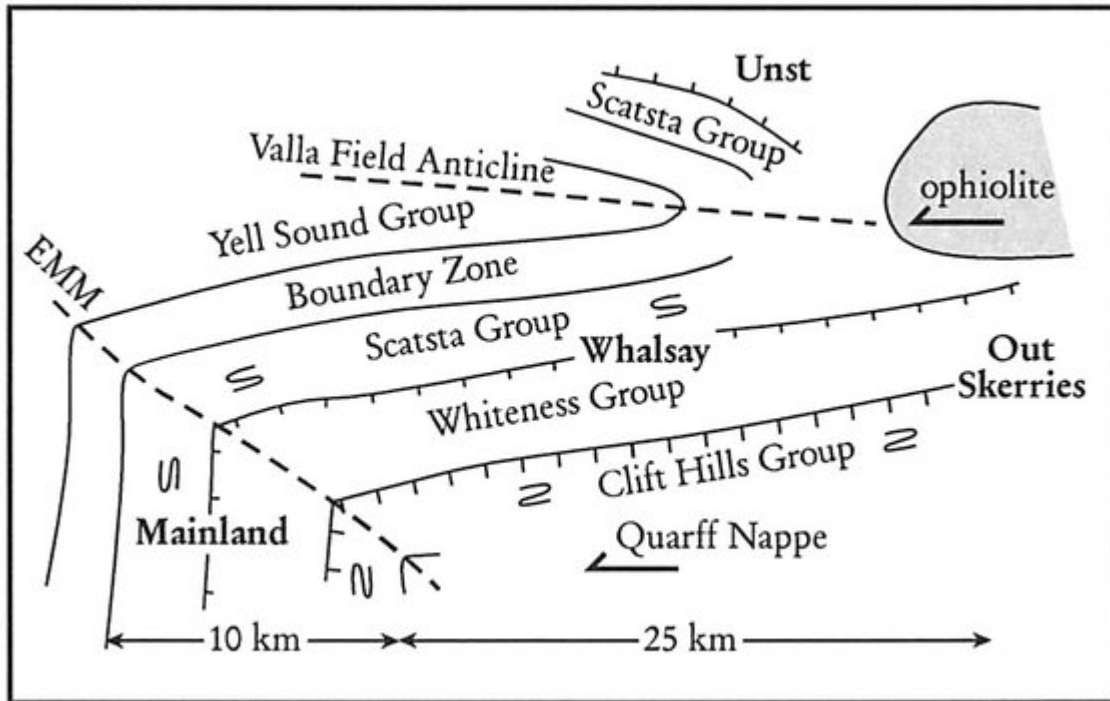 Unst
Scatsta Group
Valla Field Anticline
ophiolite
Yell Sound Group
EMM
Boundary Zone
Scatsta Group
Whalsay
Out
Skerries
Whiteness Group
Clift Hills Group
Mainland
Quarff Nappe
10 km
25 km